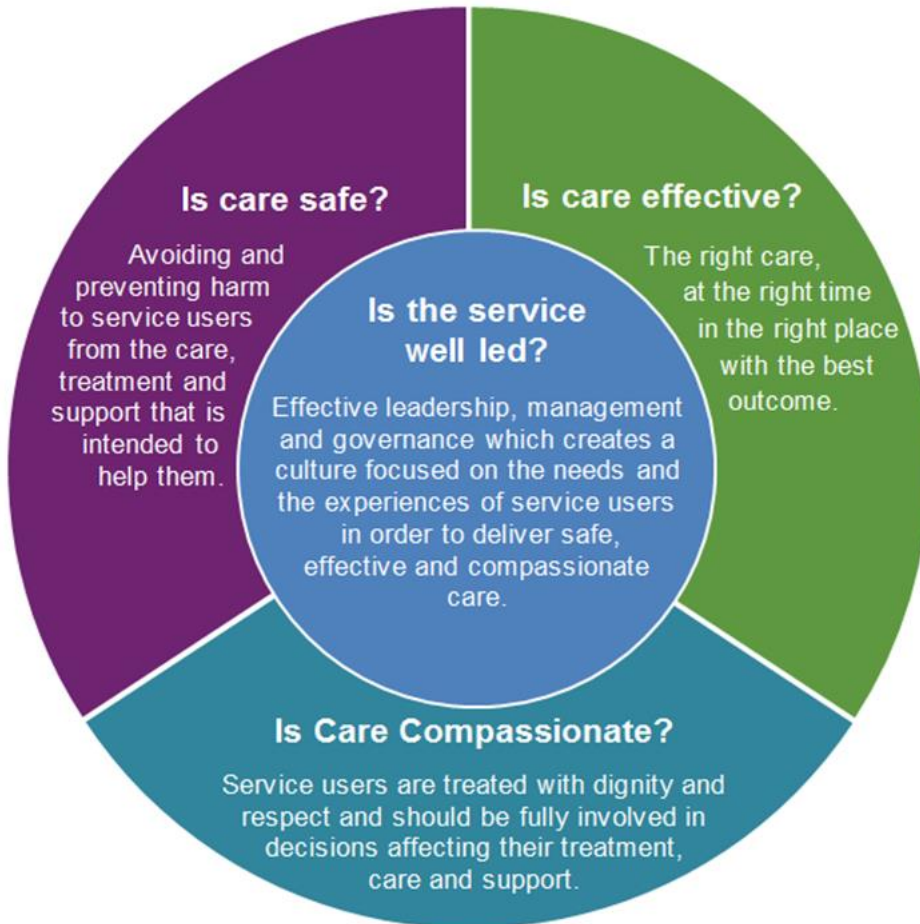 Is care safe?
Avoiding and
preventing harm
to service users
from the care,
treatment and
support that is
intended to
help them.
Is care effective?
The right care,
at the right time
in the right place
with the best
outcome.
Is the service
well led?
Effective leadership, management
and governance which creates a
culture focused on the needs and
the experiences of service users
in order to deliver safe,
effective and compassionate
care.
Is Care Compassionate?
Service users are treated with dignity and
respect and should be fully involved in
decisions affecting their treatment,
care and support.